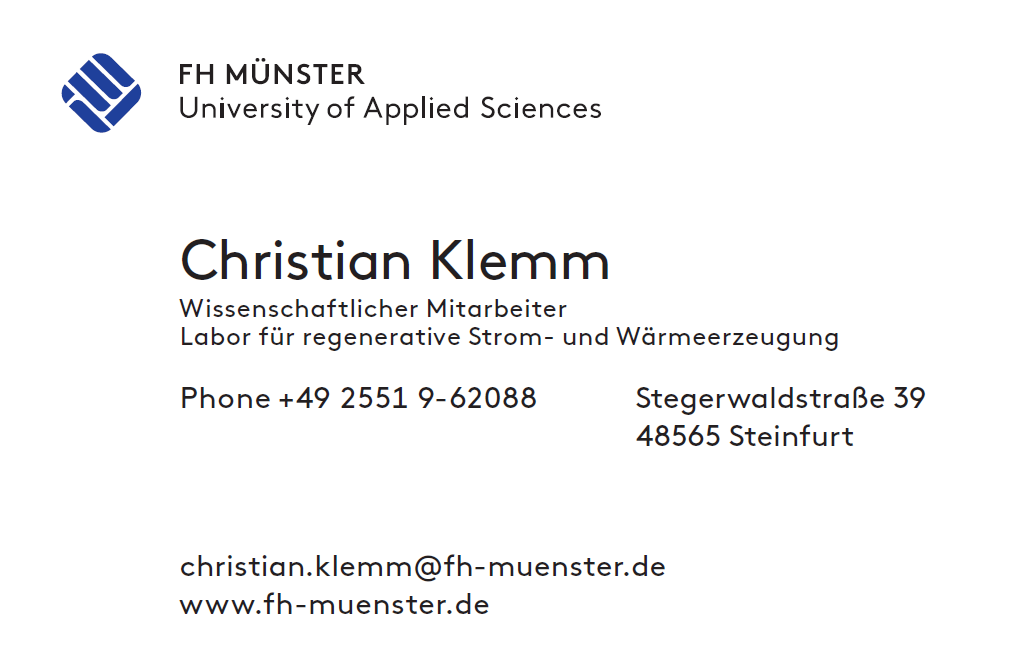 FH MÜNSTER
University of Applied Sciences
Christian Klemm
Wissenschaftlicher Mitarbeiter
Labor für regenerative Strom- und Wärmeerzeugung
Phone +49 2551 9-62088
Stegerwaldstraße 39
48565 Steinfurt
christian.klemm@fh-muenster.de
www.fh-muenster.de